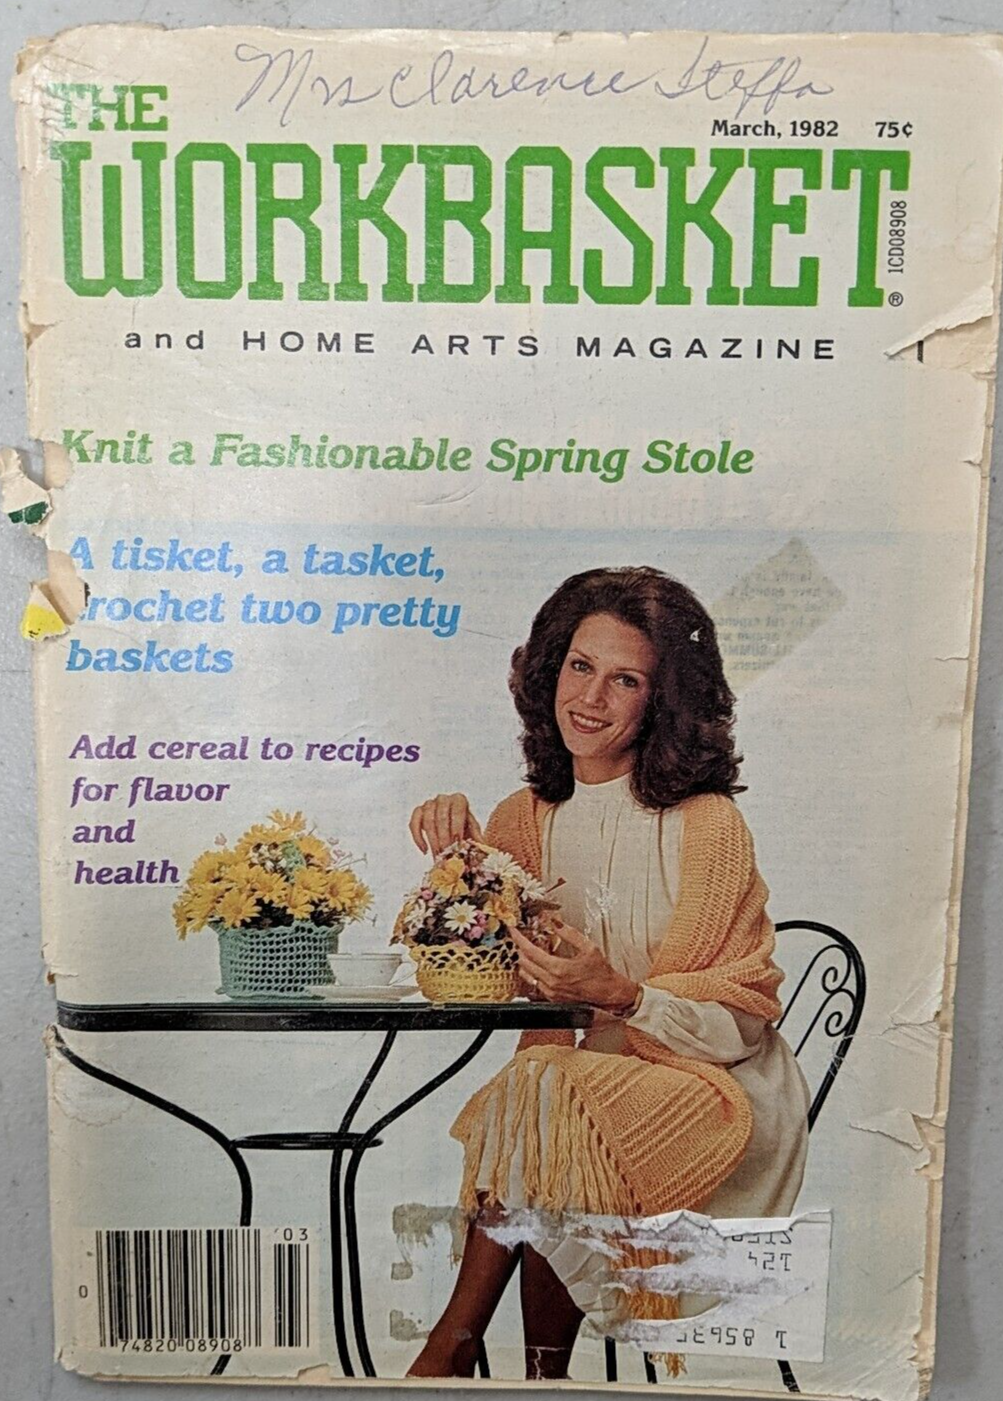 Mrs Clarence Steffa
THE
March, 1982 75¢
WORKBASKET
1CD08908
®
and HOME ARTS MAGAZINE
Knit a Fashionable Spring Stole
A tisket, a tasket,
crochet two pretty
baskets
Add cereal to recipes
for flavor
and
health
03
0
74820 08908